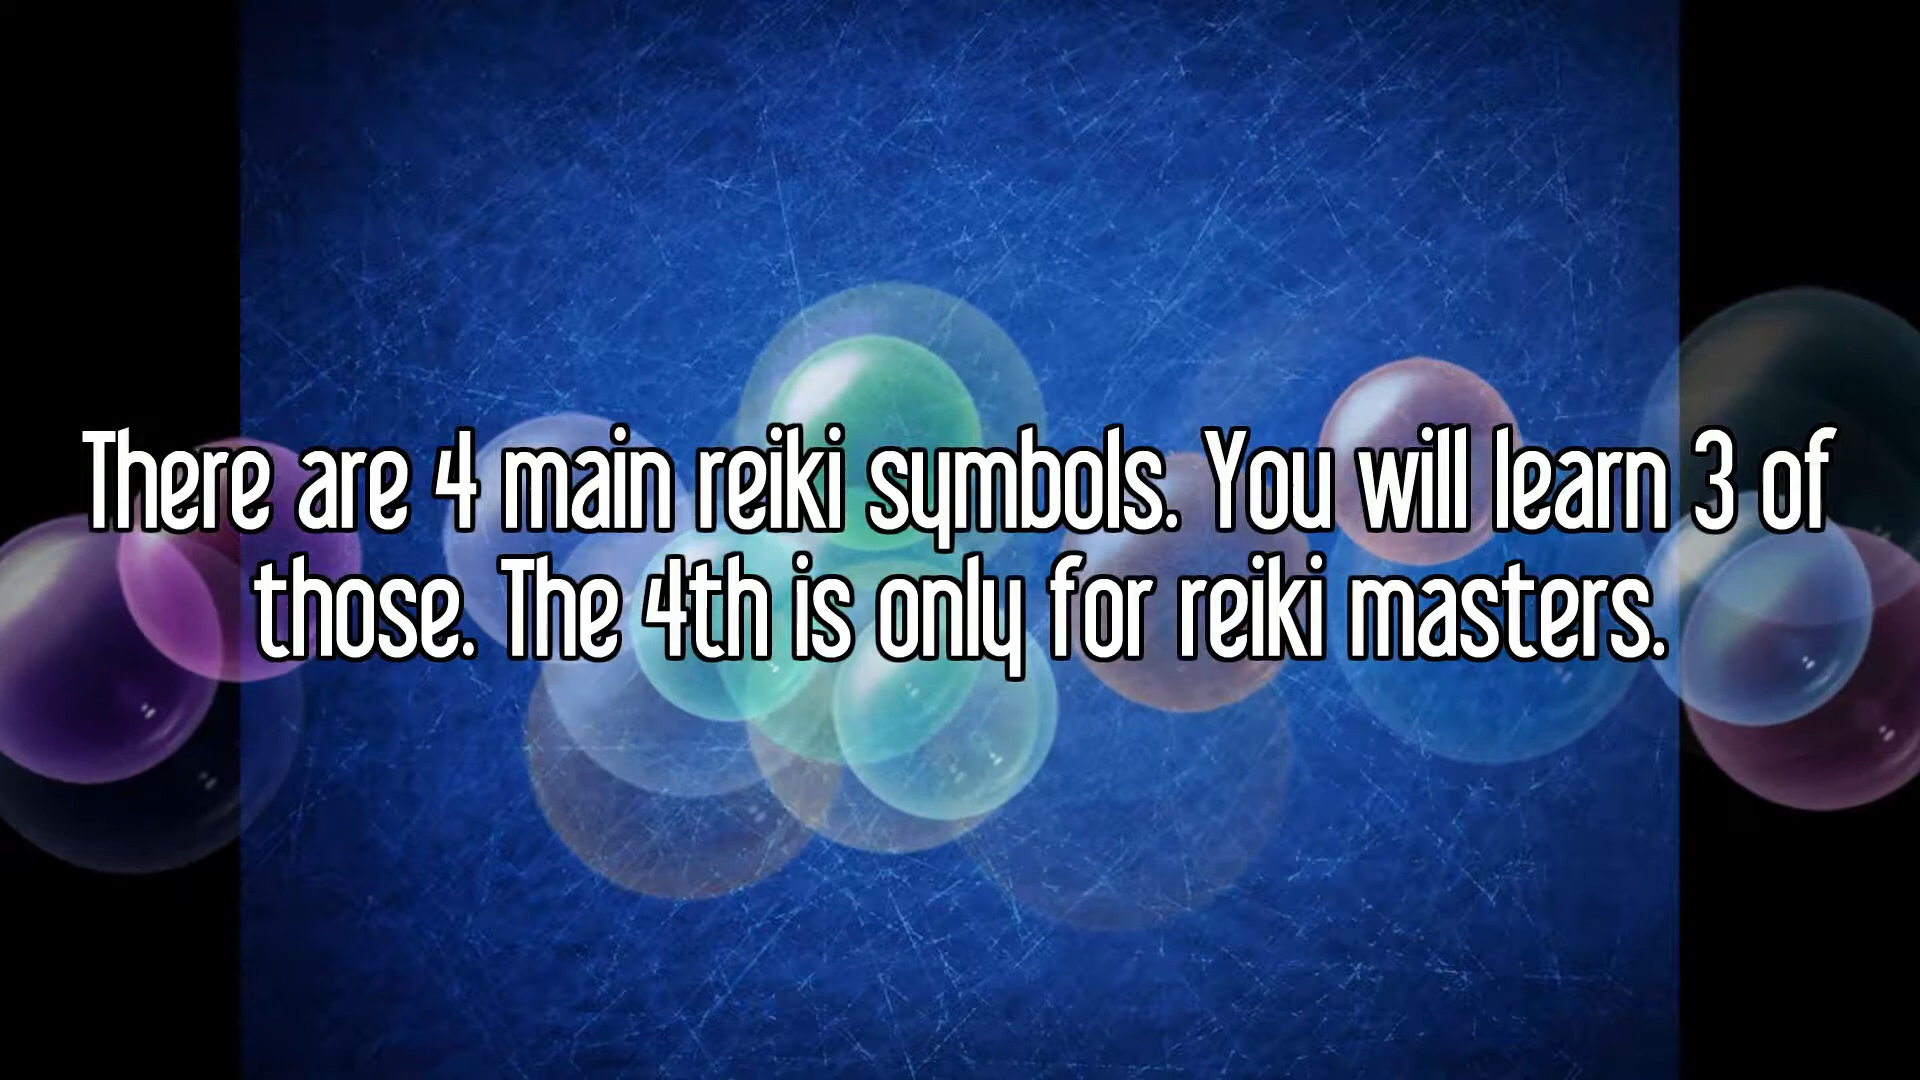 There are 4 main reiki symbols. You will learn 3 of
those. The 4th is only for reiki masters.